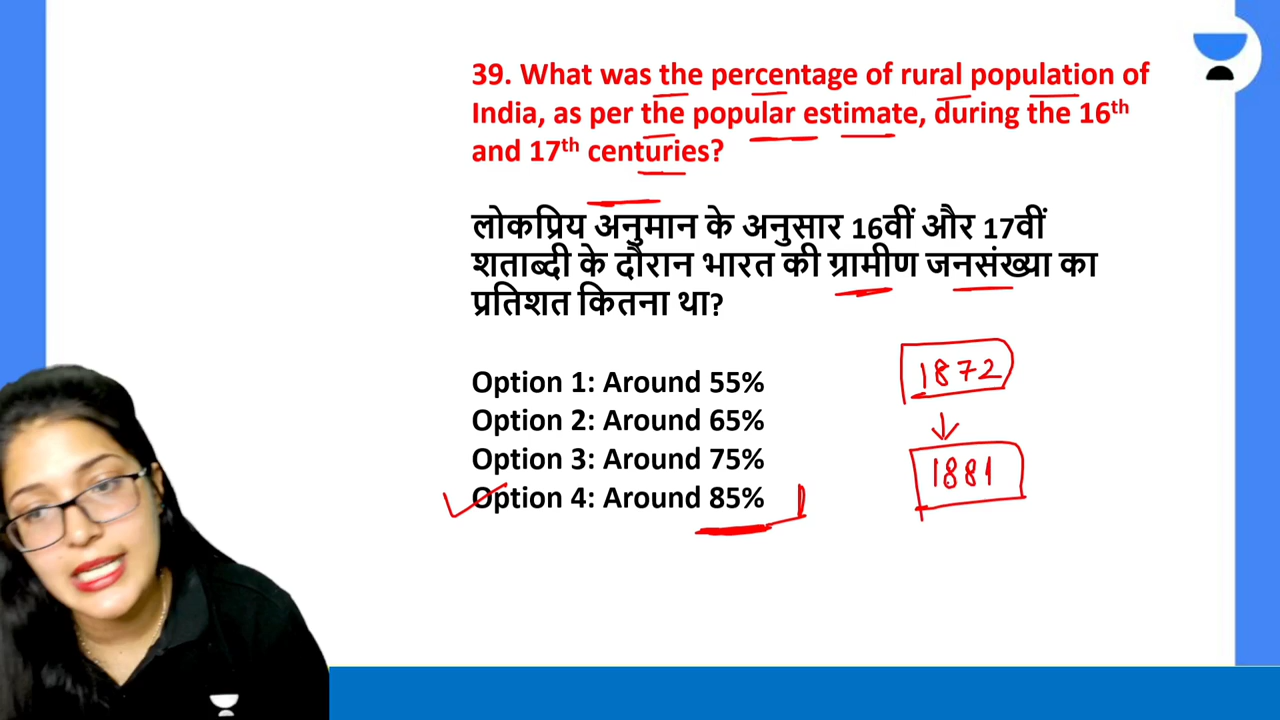 39. What was the percentage of rural population of
India, as per the popular estimate, during the 16th
and 17th centuries?
लोकप्रिय अनुमान के अनुसार 16वीं और 17वीं
शताब्दी के दौरान भारत की ग्रामीण जनसंख्या का
प्रतिशत कितना था?
Option 1: Around 55%
Option 2: Around 65%
Option 3: Around 75%
Option 4: Around 85%
1872
1881